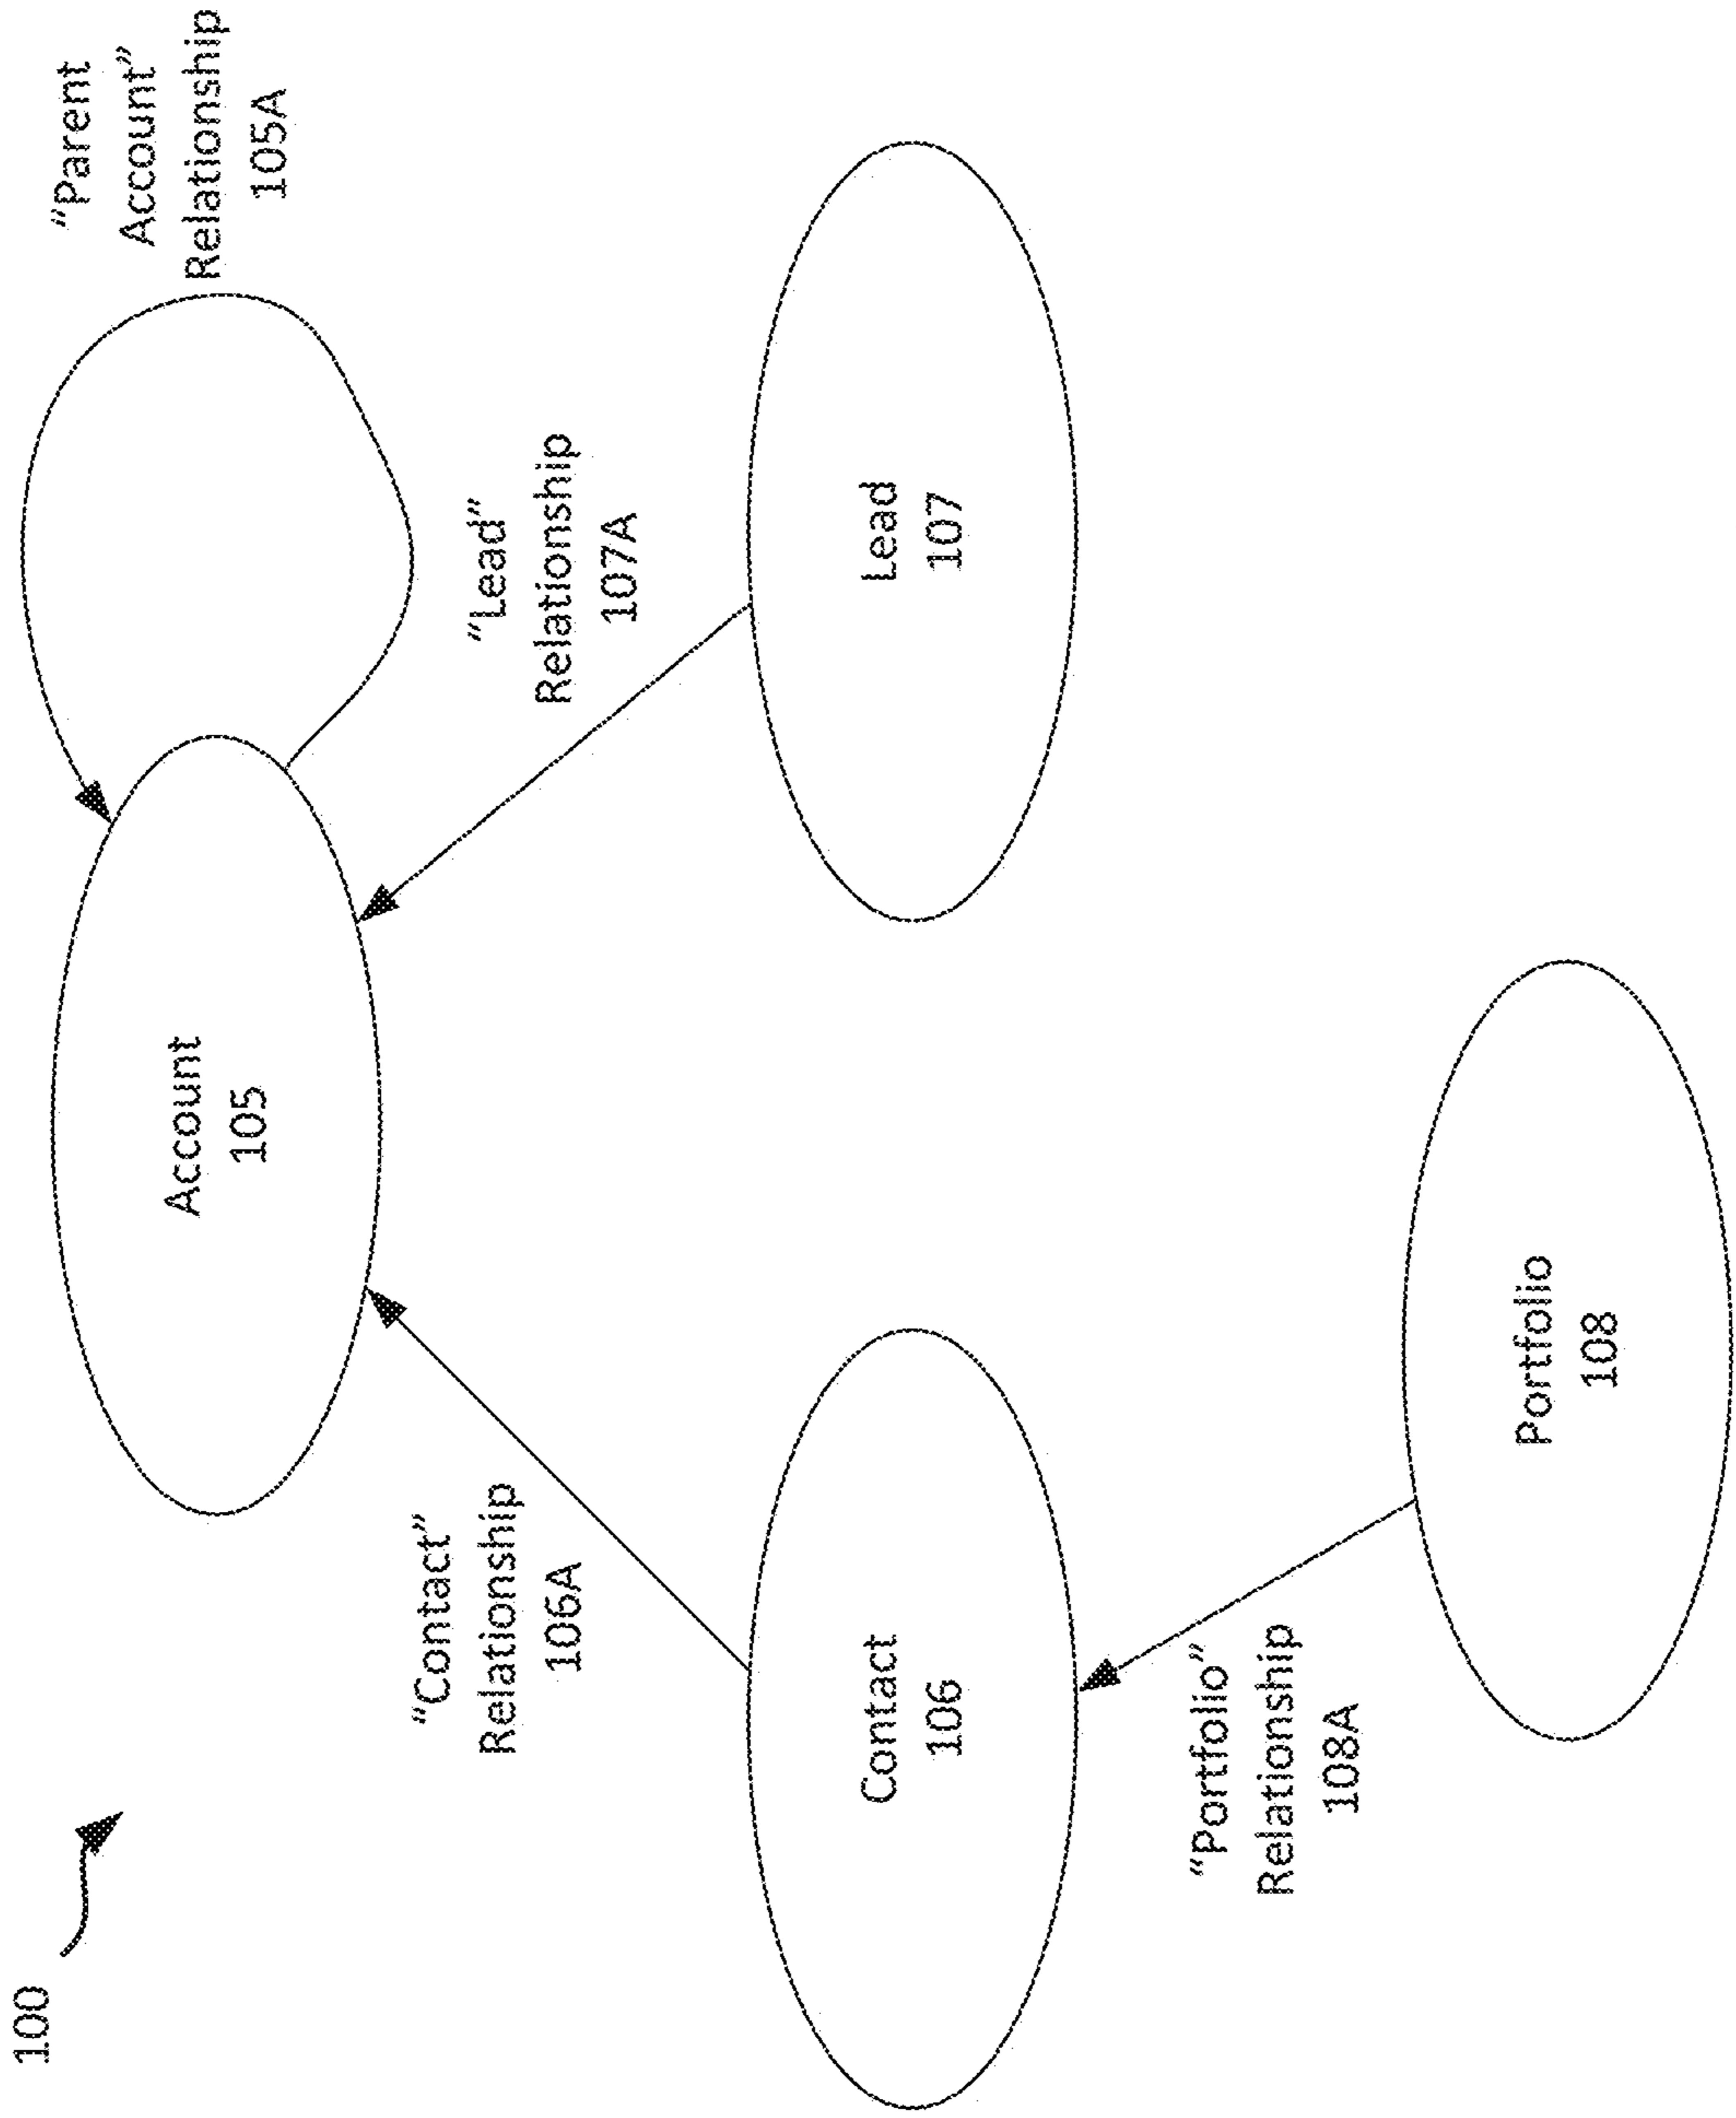 100
“Parent
Account”
Relationship
105A
Account
105
“Contact”
Relationship
106A
“Lead”
Relationship
107A
Contact
106
Lead
107
“Portfolio”
Relationship
108A
Portfolio
108